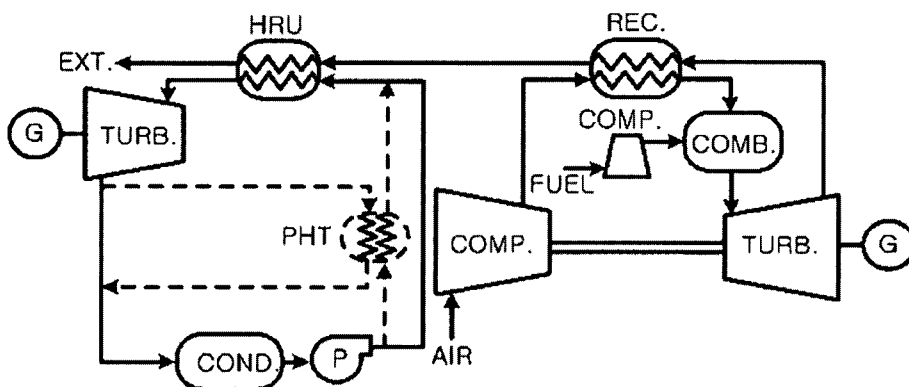 HRU
REC.
EXT.
COMP.
G
TURB.
COMB.
FUEL
PHT
COMP.
TURB.
G
COND.
P
AIR